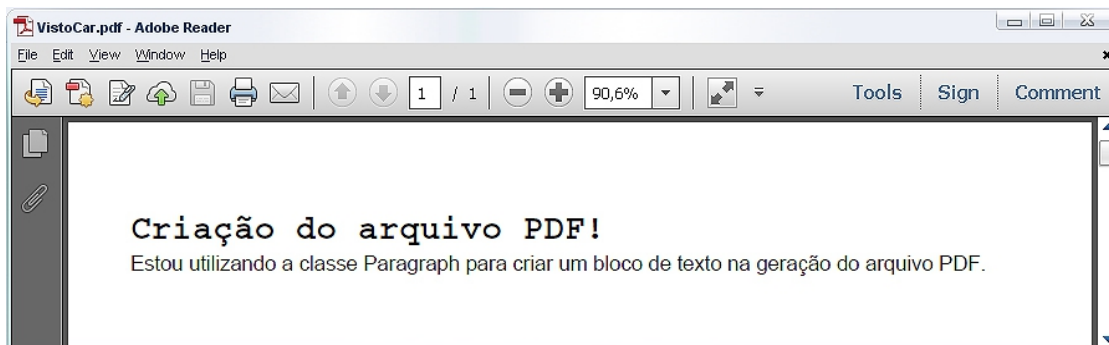 VistoCar.pdf - Adobe Reader
File Edit View Window Help
1 / 1 90,6% Tools Sign Comment
Criação do arquivo PDF!
Estou utilizando a classe Paragraph para criar um bloco de texto na geração do arquivo PDF.